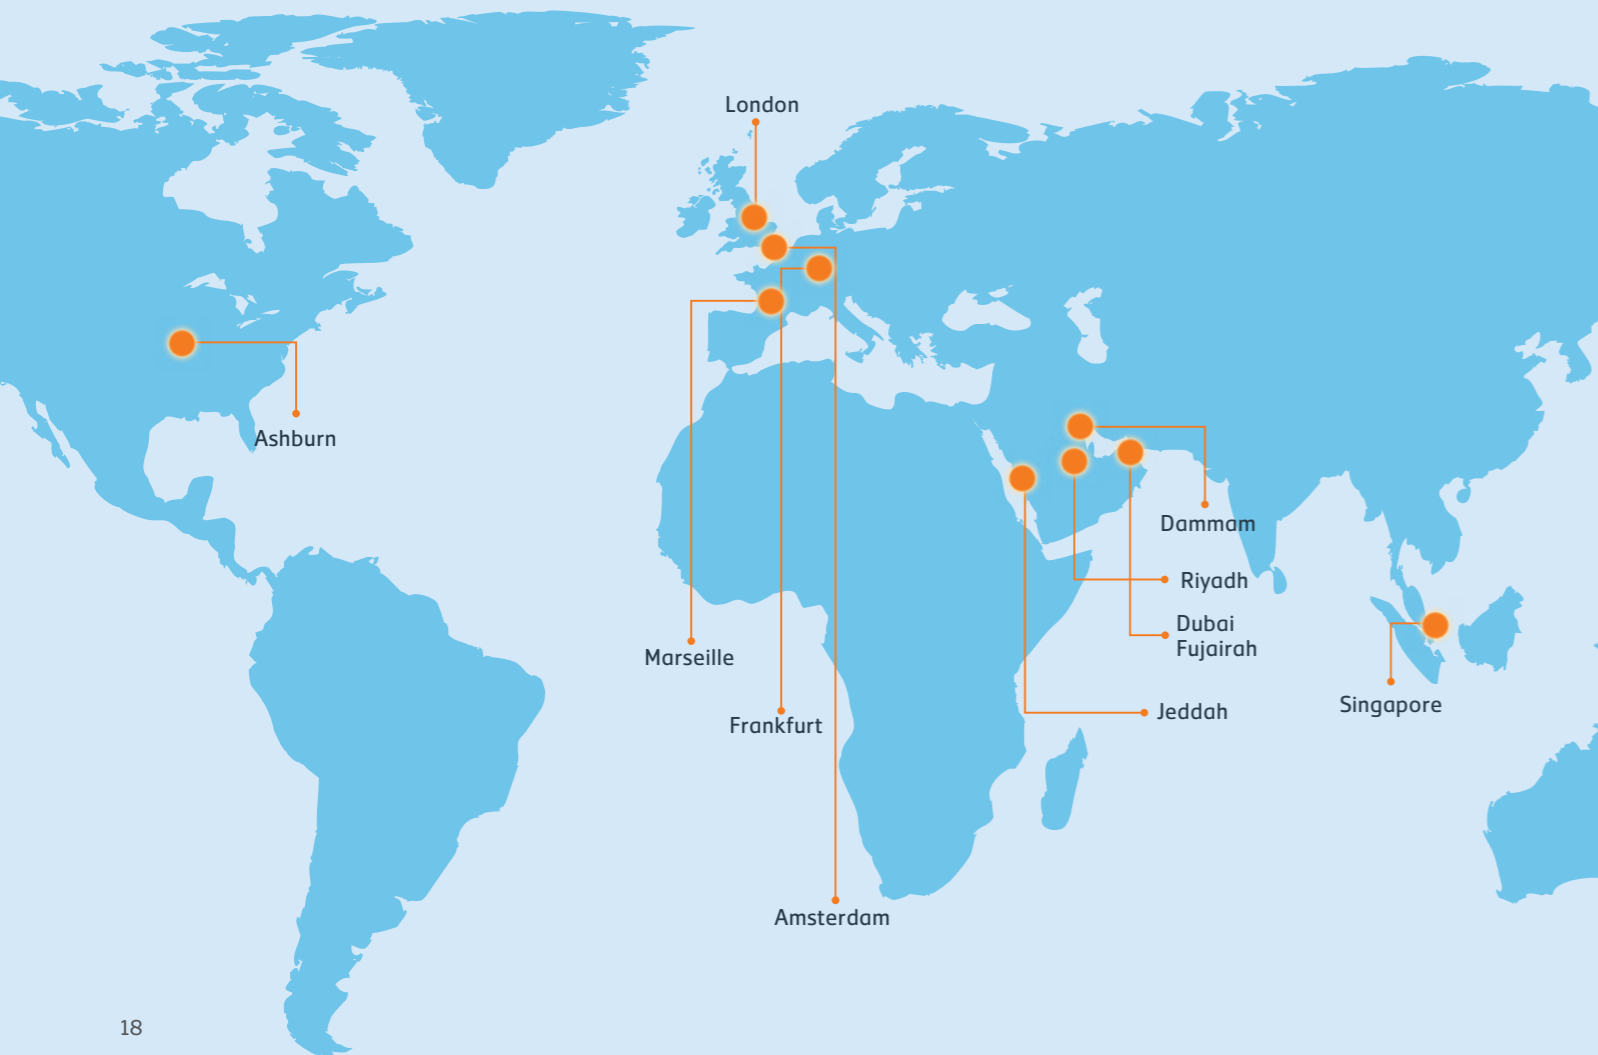 London
Ashburn
Dammam
Riyadh
Dubai
Fujairah
Marseille
Singapore
Jeddah
Frankfurt
Amsterdam
18